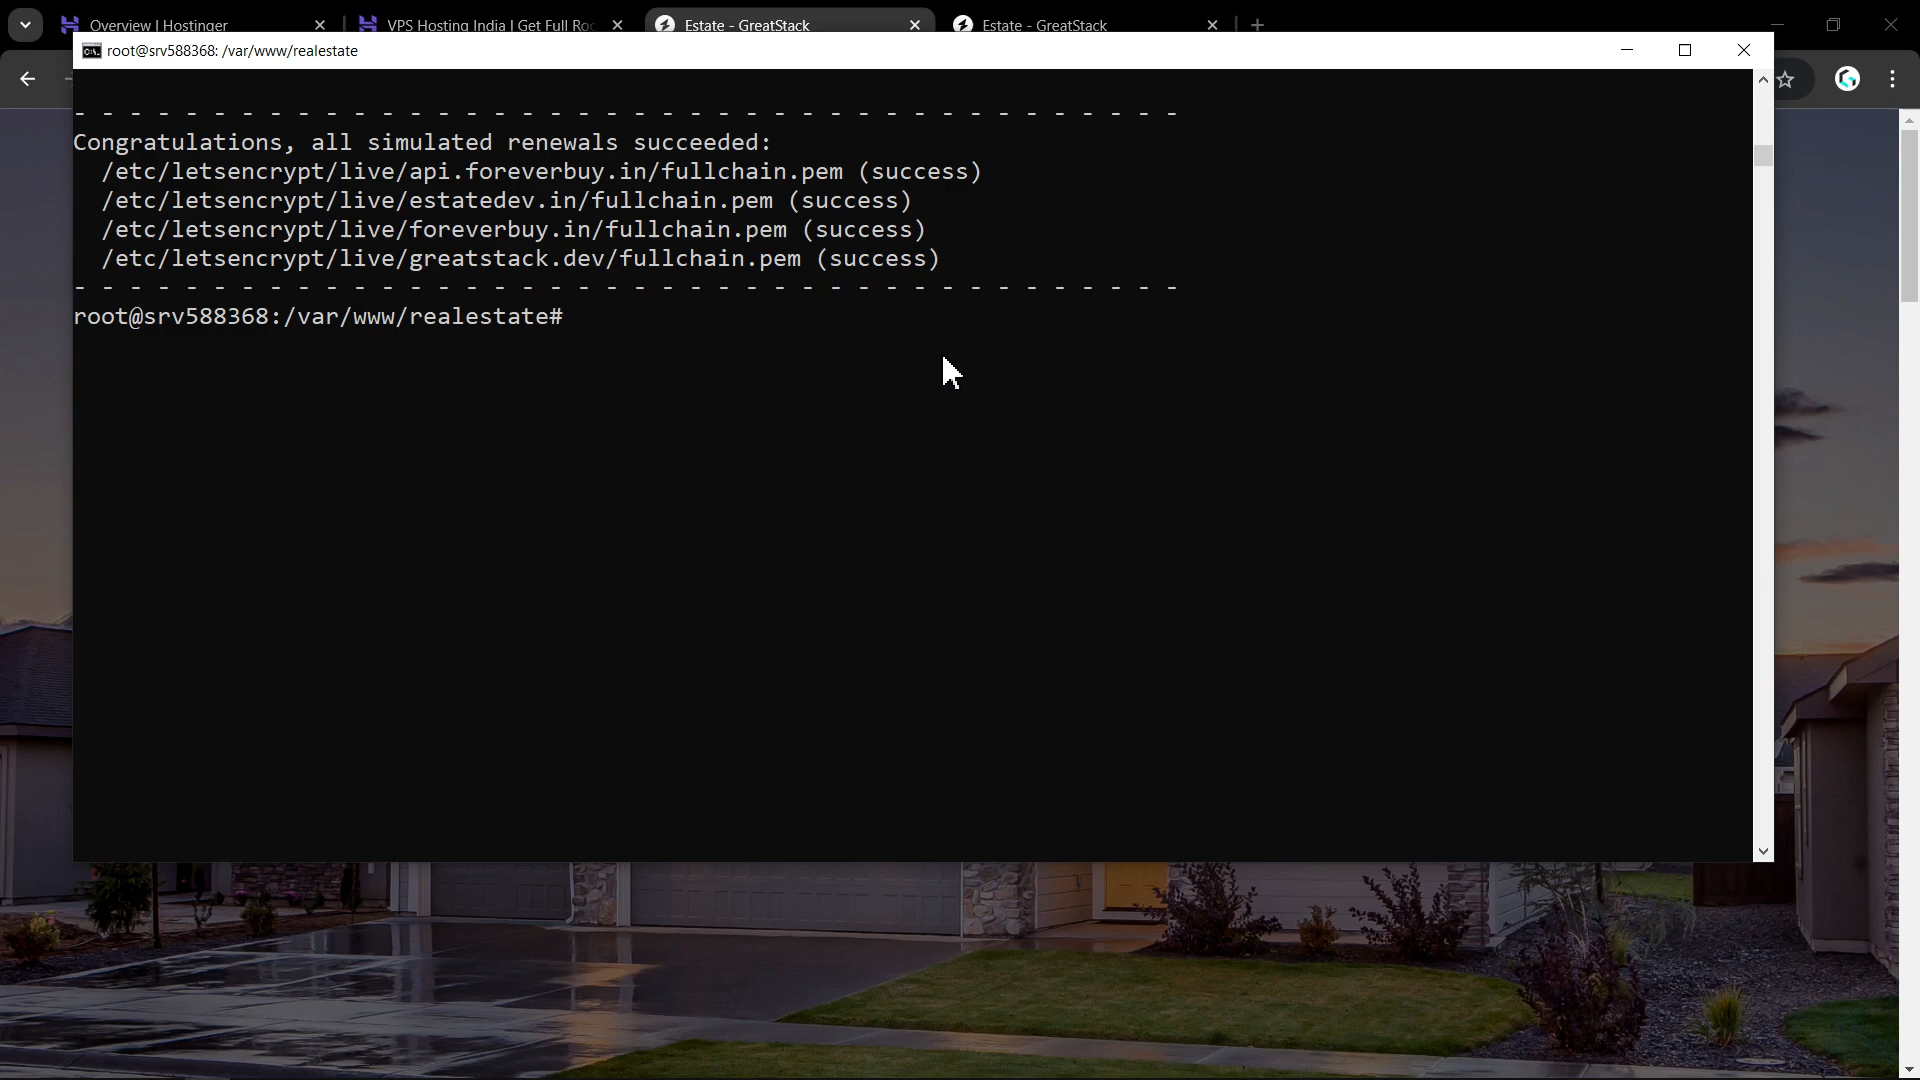 Overview | Hostinger
VPS Hosting India | Get Full Roo
Estate - GreatStack
Estate - GreatStack
root@srv588368: /var/www/realestate
- - - - - - - - - - - - - - - - - - - - - - - - - - - - - - - - - - - - - - - -
Congratulations, all simulated renewals succeeded:
/etc/letsencrypt/live/api.foreverbuy.in/fullchain.pem (success)
/etc/letsencrypt/live/estatedev.in/fullchain.pem (success)
/etc/letsencrypt/live/foreverbuy.in/fullchain.pem (success)
/etc/letsencrypt/live/greatstack.dev/fullchain.pem (success)
- - - - - - - - - - - - - - - - - - - - - - - - - - - - - - - - - - - - - - - -
root@srv588368:/var/www/realestate#